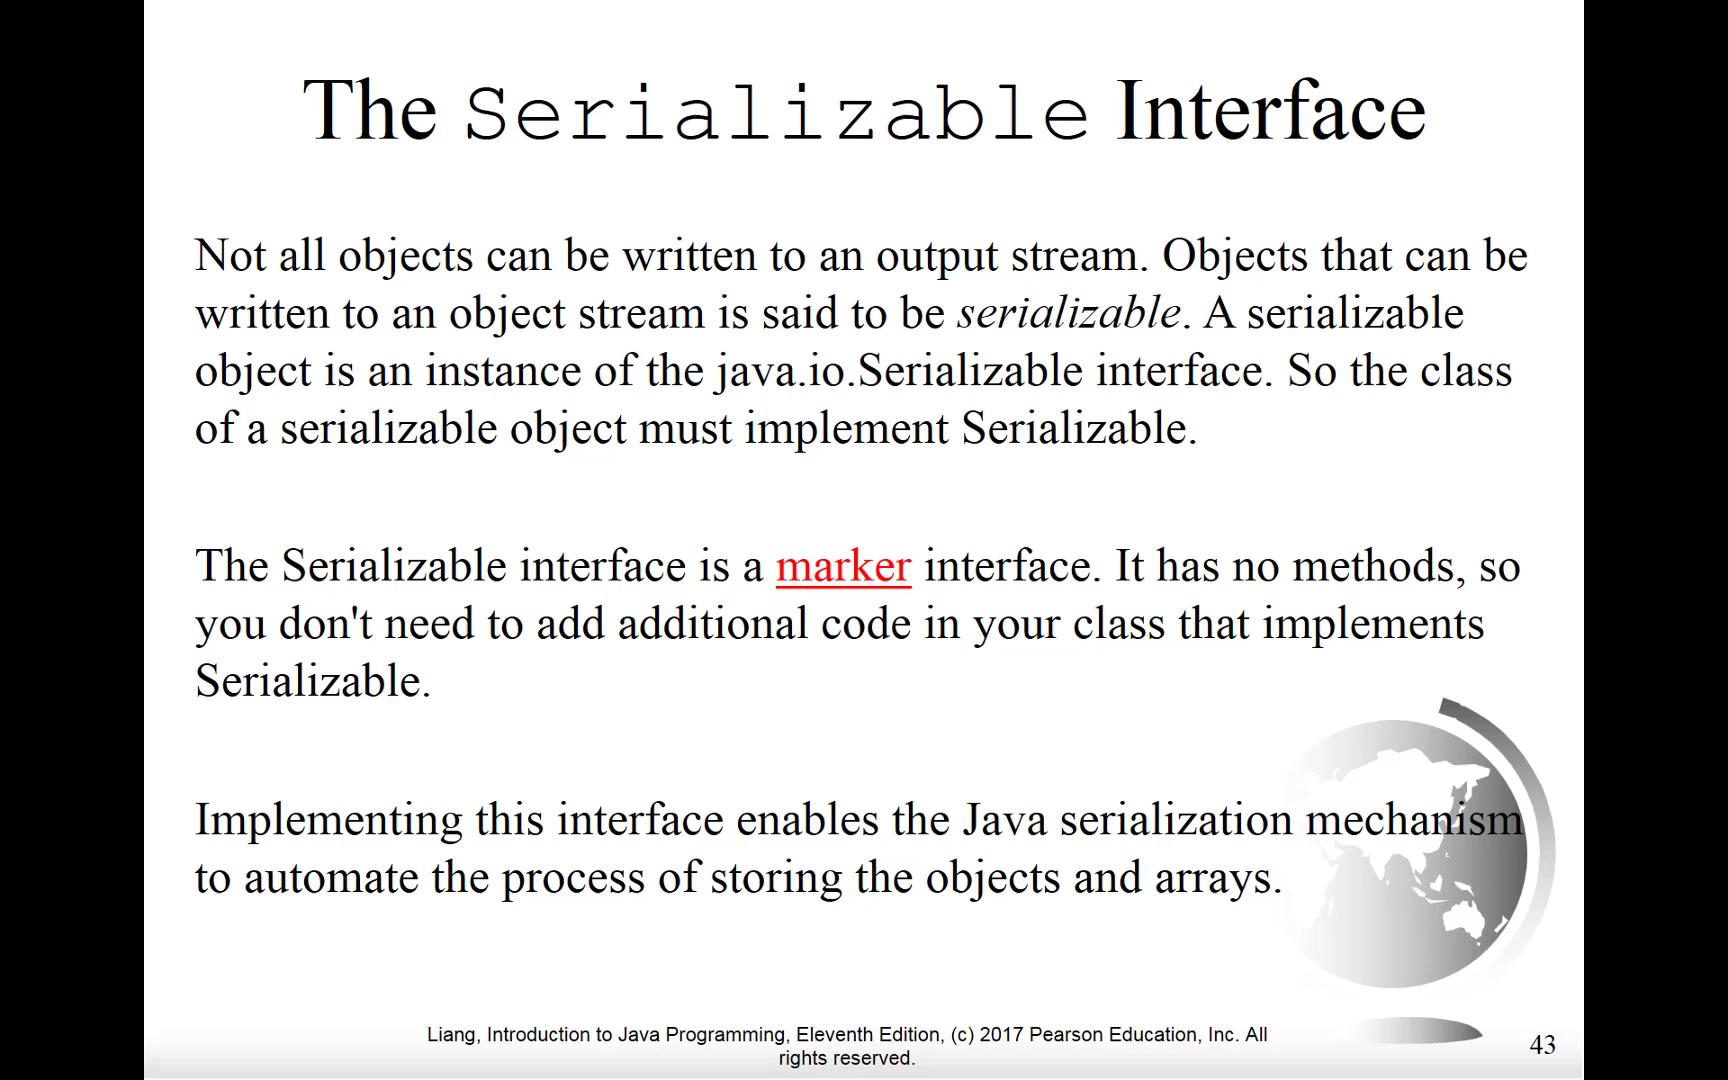 The Serializable Interface
Not all objects can be written to an output stream. Objects that can be
written to an object stream is said to be serializable. A serializable
object is an instance of the java.io.Serializable interface. So the class
of a serializable object must implement Serializable.
The Serializable interface is a marker interface. It has no methods, so
you don't need to add additional code in your class that implements
Serializable.
Implementing this interface enables the Java serialization mechanism
to automate the process of storing the objects and arrays.
Liang, Introduction to Java Programming, Eleventh Edition, (c) 2017 Pearson Education, Inc. All
rights reserved.
43